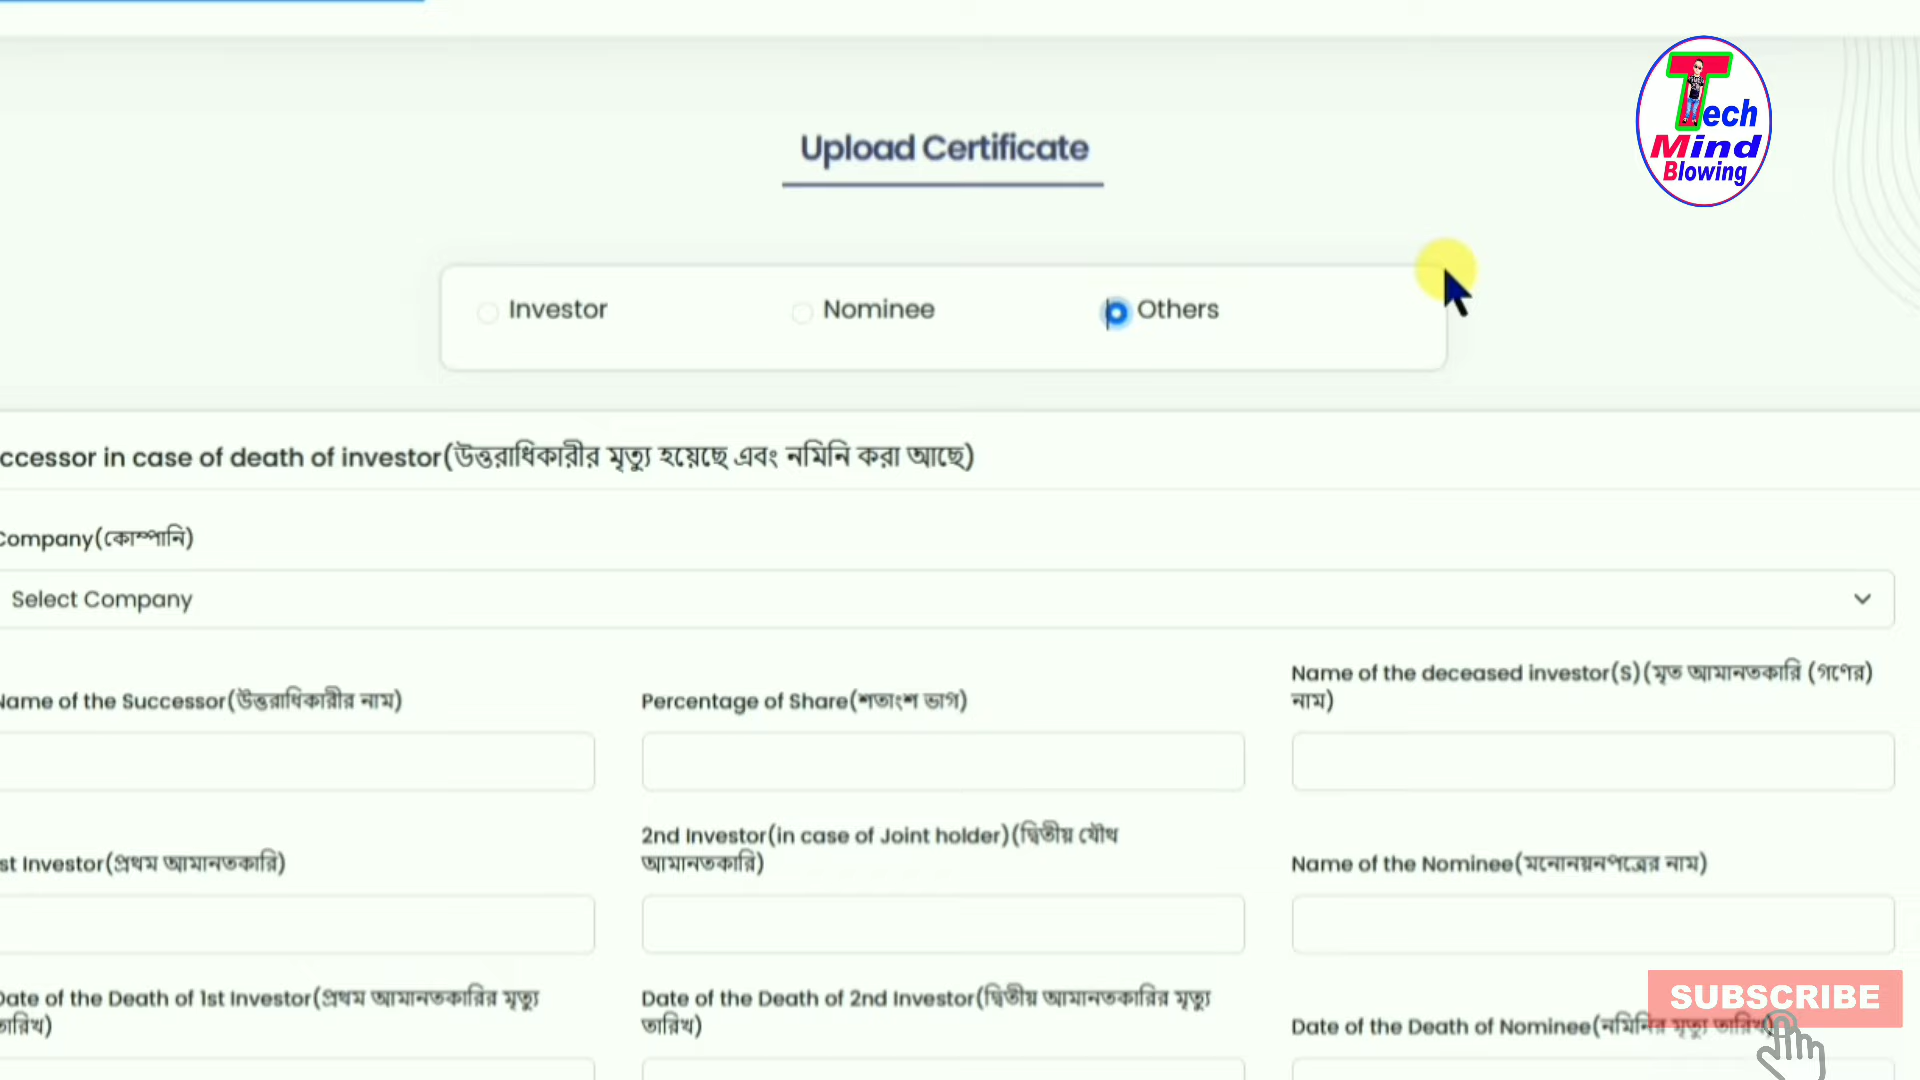 Tech
Mind
Blowing
Upload Certificate
Investor
Nominee
Others
ccessor in case of death of investor(উত্তরাধিকারীর মৃত্যু হয়েছে এবং নমিনি করা আছে)
Company(কোম্পানি)
Select Company
Name of the Successor(উত্তরাধিকারীর নাম)
Percentage of Share(শতাংশ ভাগ)
Name of the deceased investor(s)(মৃত আমানতকারি (গণের)
নাম)
st Investor(প্রথম আমানতকারি)
2nd Investor(in case of Joint holder)(দ্বিতীয় যৌথ
আমানতকারি)
Name of the Nominee(মনোনয়নপত্রের নাম)
Date of the Death of 1st Investor(প্রথম আমানতকারির মৃত্যু
তারিখ)
Date of the Death of 2nd Investor(দ্বিতীয় আমানতকারির মৃত্যু
তারিখ)
Date of the Death of Nominee(নমিনির মৃত্যু তারিখ)
SUBSCRIBE